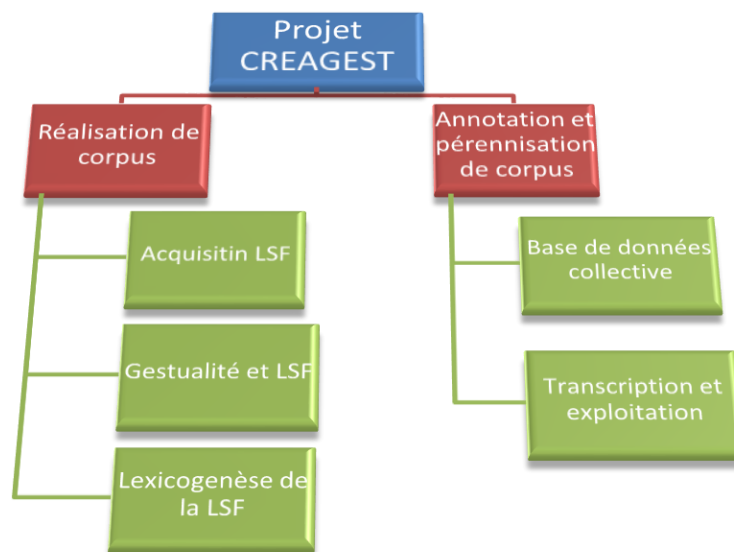 Projet
CREAGEST
Réalisation de
corpus
Acquisitin LSF
Gestualité et LSF
Lexicogenèse de
la LSF
Annotation et
pérennisation
de corpus
Base de données
collective
Transcription et
exploitation